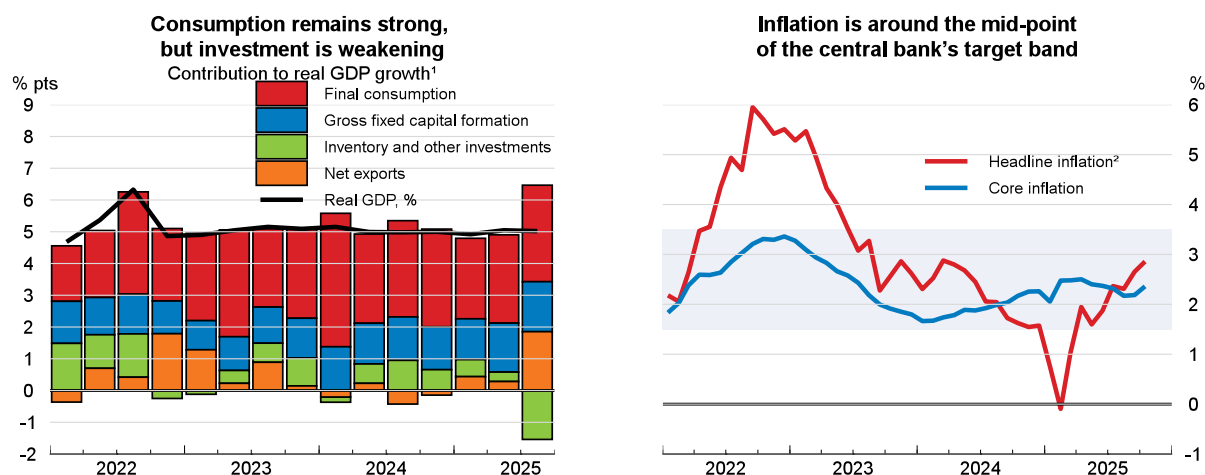 Consumption remains strong,
but investment is weakening
Contribution to real GDP growth¹
% pts
9
8
7
6
5
4
3
2
1
0
-1
-2
Final consumption
Gross fixed capital formation
Inventory and other investments
Net exports
Real GDP, %
2022
2023
2024
2025
Inflation is around the mid-point
of the central bank’s target band
%
6
5
4
3
2
1
0
-1
Headline inflation²
Core inflation
2022
2023
2024
2025